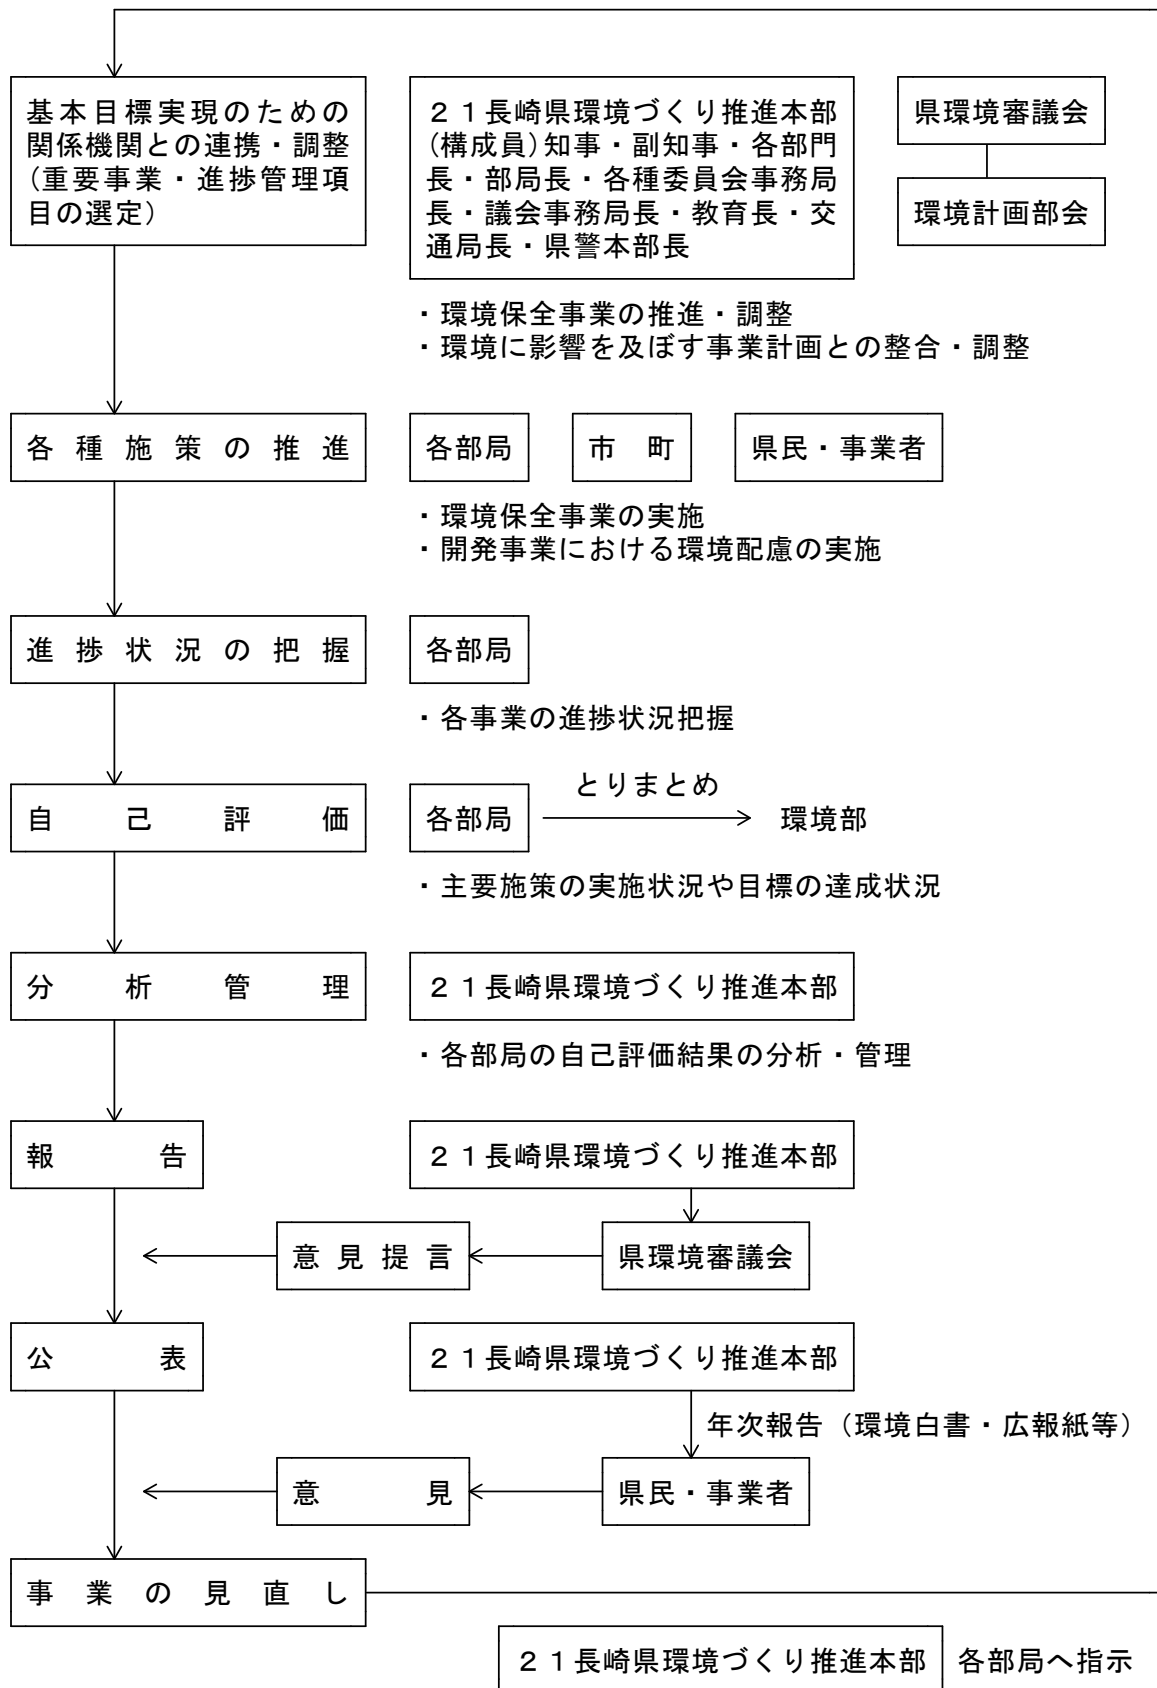 基本目標実現のための
関係機関との連携・調整
(重要事業・進捗管理項
目の選定)
２１長崎県環境づくり推進本部
(構成員)知事・副知事・各部門
長・部局長・各種委員会事務局
長・議会事務局長・教育長・交
通局長・県警本部長
県環境審議会
環境計画部会
・環境保全事業の推進・調整
・環境に影響を及ぼす事業計画との整合・調整
各種施策の推進
各部局
市　町
県民・事業者
・環境保全事業の実施
・開発事業における環境配慮の実施
進捗状況の把握
各部局
・各事業の進捗状況把握
自己評価
各部局
とりまとめ
環境部
・主要施策の実施状況や目標の達成状況
分析管理
２１長崎県環境づくり推進本部
・各部局の自己評価結果の分析・管理
報告
２１長崎県環境づくり推進本部
意見提言
県環境審議会
公表
２１長崎県環境づくり推進本部
年次報告（環境白書・広報紙等）
意見
県民・事業者
事業の見直し
２１長崎県環境づくり推進本部
各部局へ指示